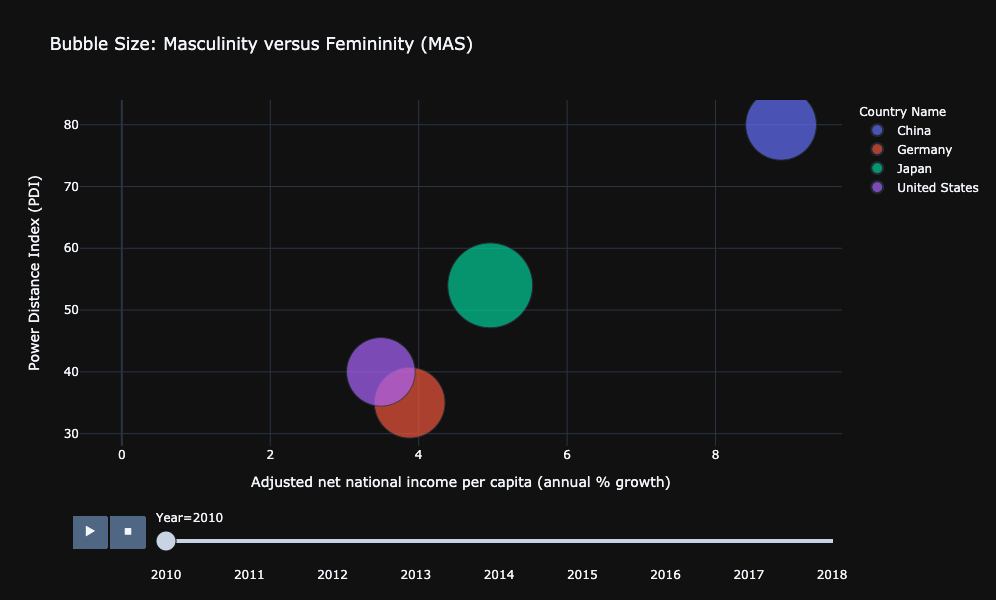 Bubble Size: Masculinity versus Femininity (MAS)
Country Name
China
Germany
Japan
United States
Power Distance Index (PDI)
80
70
60
50
40
30
0 2 4 6 8
Adjusted net national income per capita (annual % growth)
Year=2010
2010 2011 2012 2013 2014 2015 2016 2017 2018